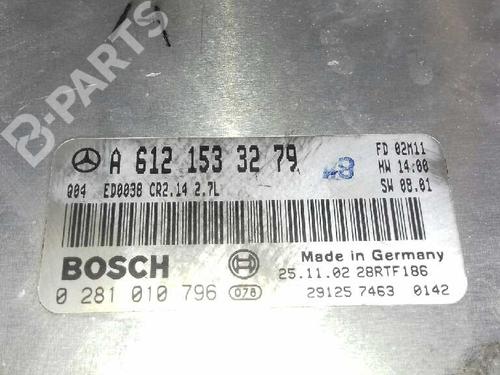 B-PARTS
A 612 153 32 79
FD 02M11
HW 14:00
Q04 ED0038 CR2.14 2.7L
SW 08.01
BOSCH
Made in Germany
25.11.02 28RTF186
0 281 010 796 078
29125 7463 0142